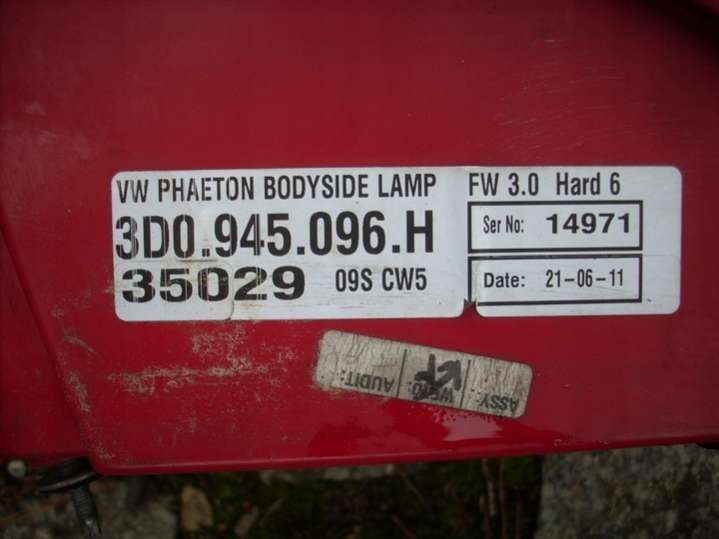 VW PHAETON BODYSIDE LAMP
3D0.945.096.H
35029 09S CW5
FW 3.0 Hard 6
Ser No: 14971
Date: 21-06-11
ASSY:
AUDIT: